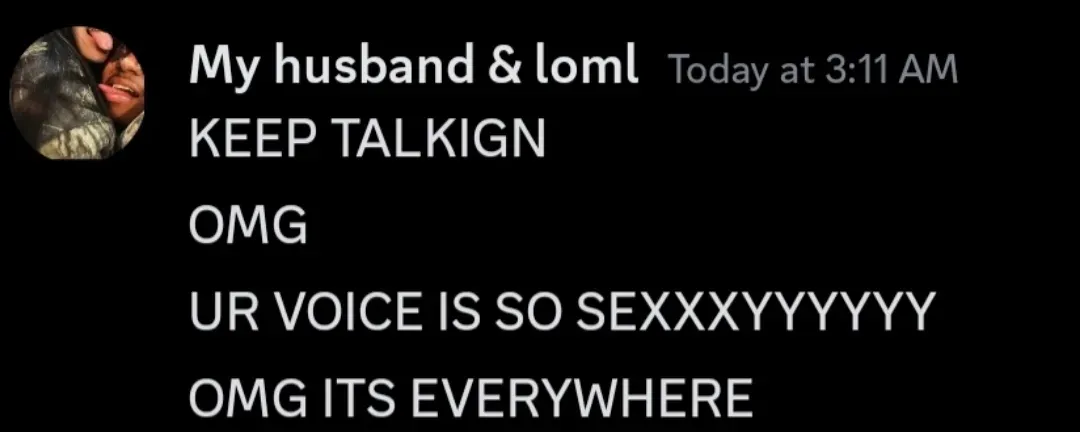 My husband & loml Today at 3:11 AM
KEEP TALKIGN
OMG
UR VOICE IS SO SEXXXYYYYYY
OMG ITS EVERYWHERE